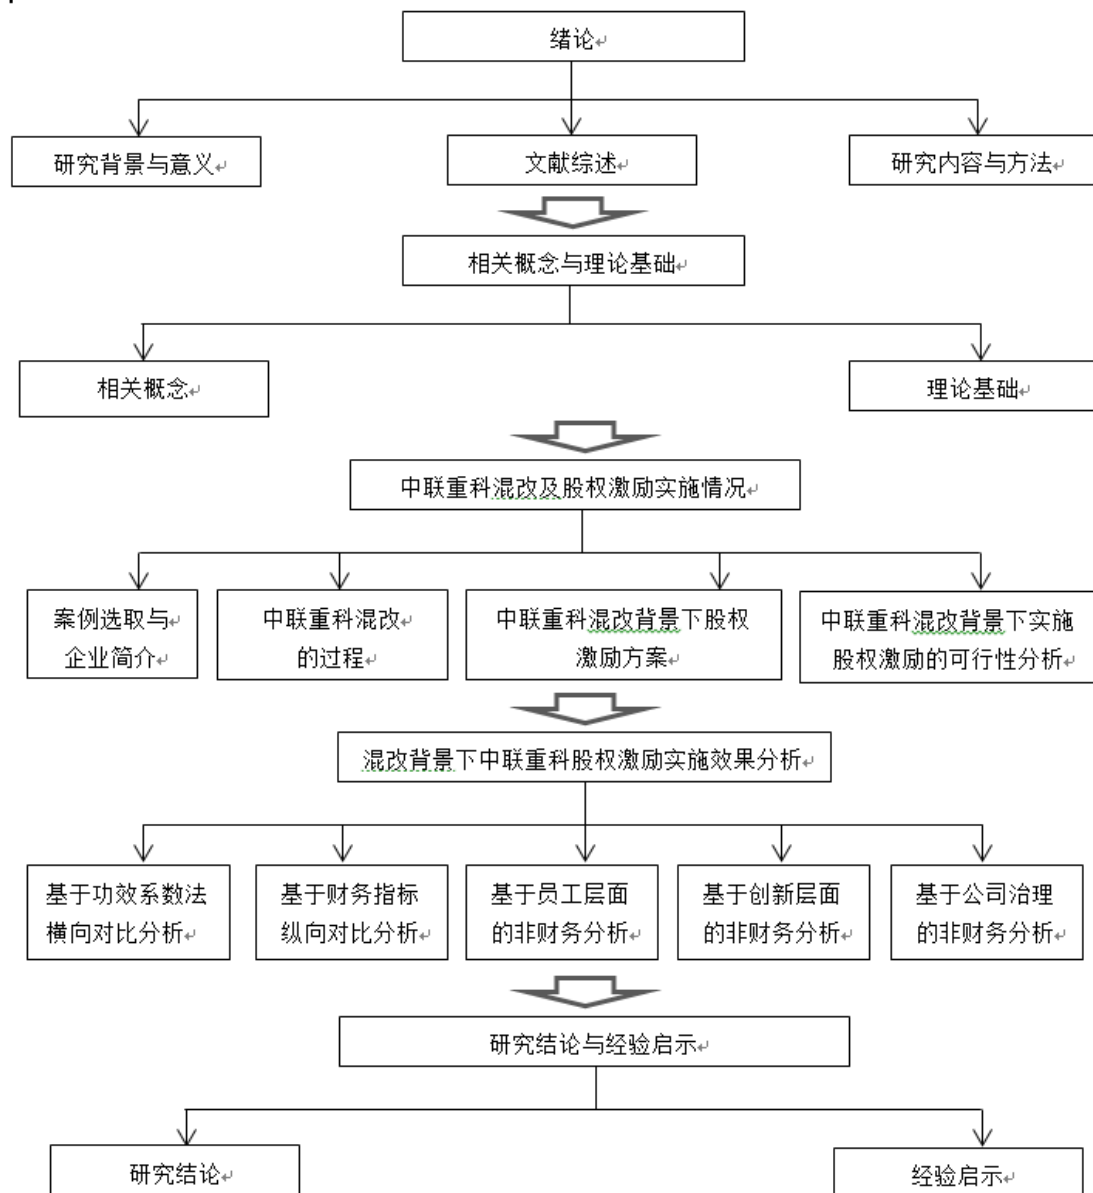 绪论
研究背景与意义
文献综述
研究内容与方法
相关概念与理论基础
相关概念
理论基础
中联重科混改及股权激励实施情况
案例选取与
企业简介
中联重科混改
的过程
中联重科混改背景下股权
激励方案
中联重科混改背景下实施
股权激励的可行性分析
混改背景下中联重科股权激励实施效果分析
基于功效系数法
横向对比分析
基于财务指标
纵向对比分析
基于员工层面
的非财务分析
基于创新层面
的非财务分析
基于公司治理
的非财务分析
研究结论与经验启示
研究结论
经验启示